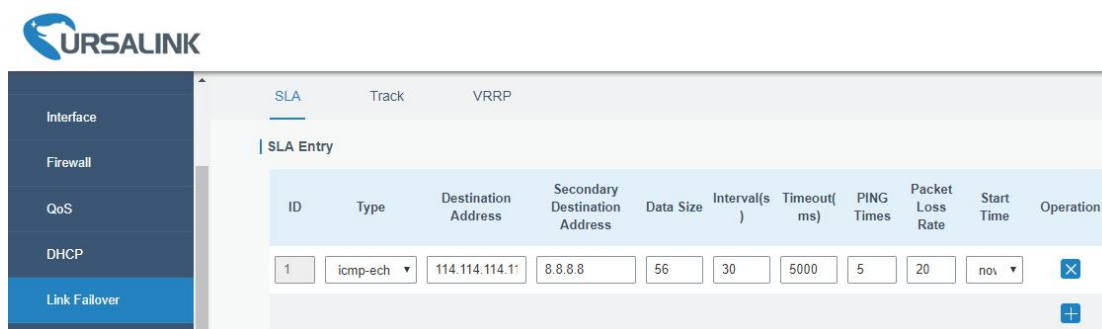 URSALINK
SLA Track VRRP
Interface
Firewall
QoS
DHCP
Link Failover
SLA Entry
ID Type Destination Address Secondary Destination Address Data Size Interval(s) Timeout(ms) PING Times Packet Loss Rate Start Time Operation
1 icmp-ech 114.114.114.11 8.8.8.8 56 30 5000 5 20